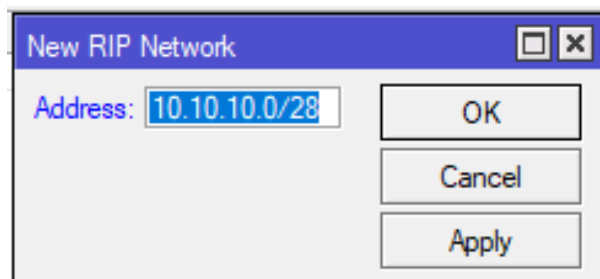 New RIP Network
Address: 10.10.10.0/28
OK
Cancel
Apply